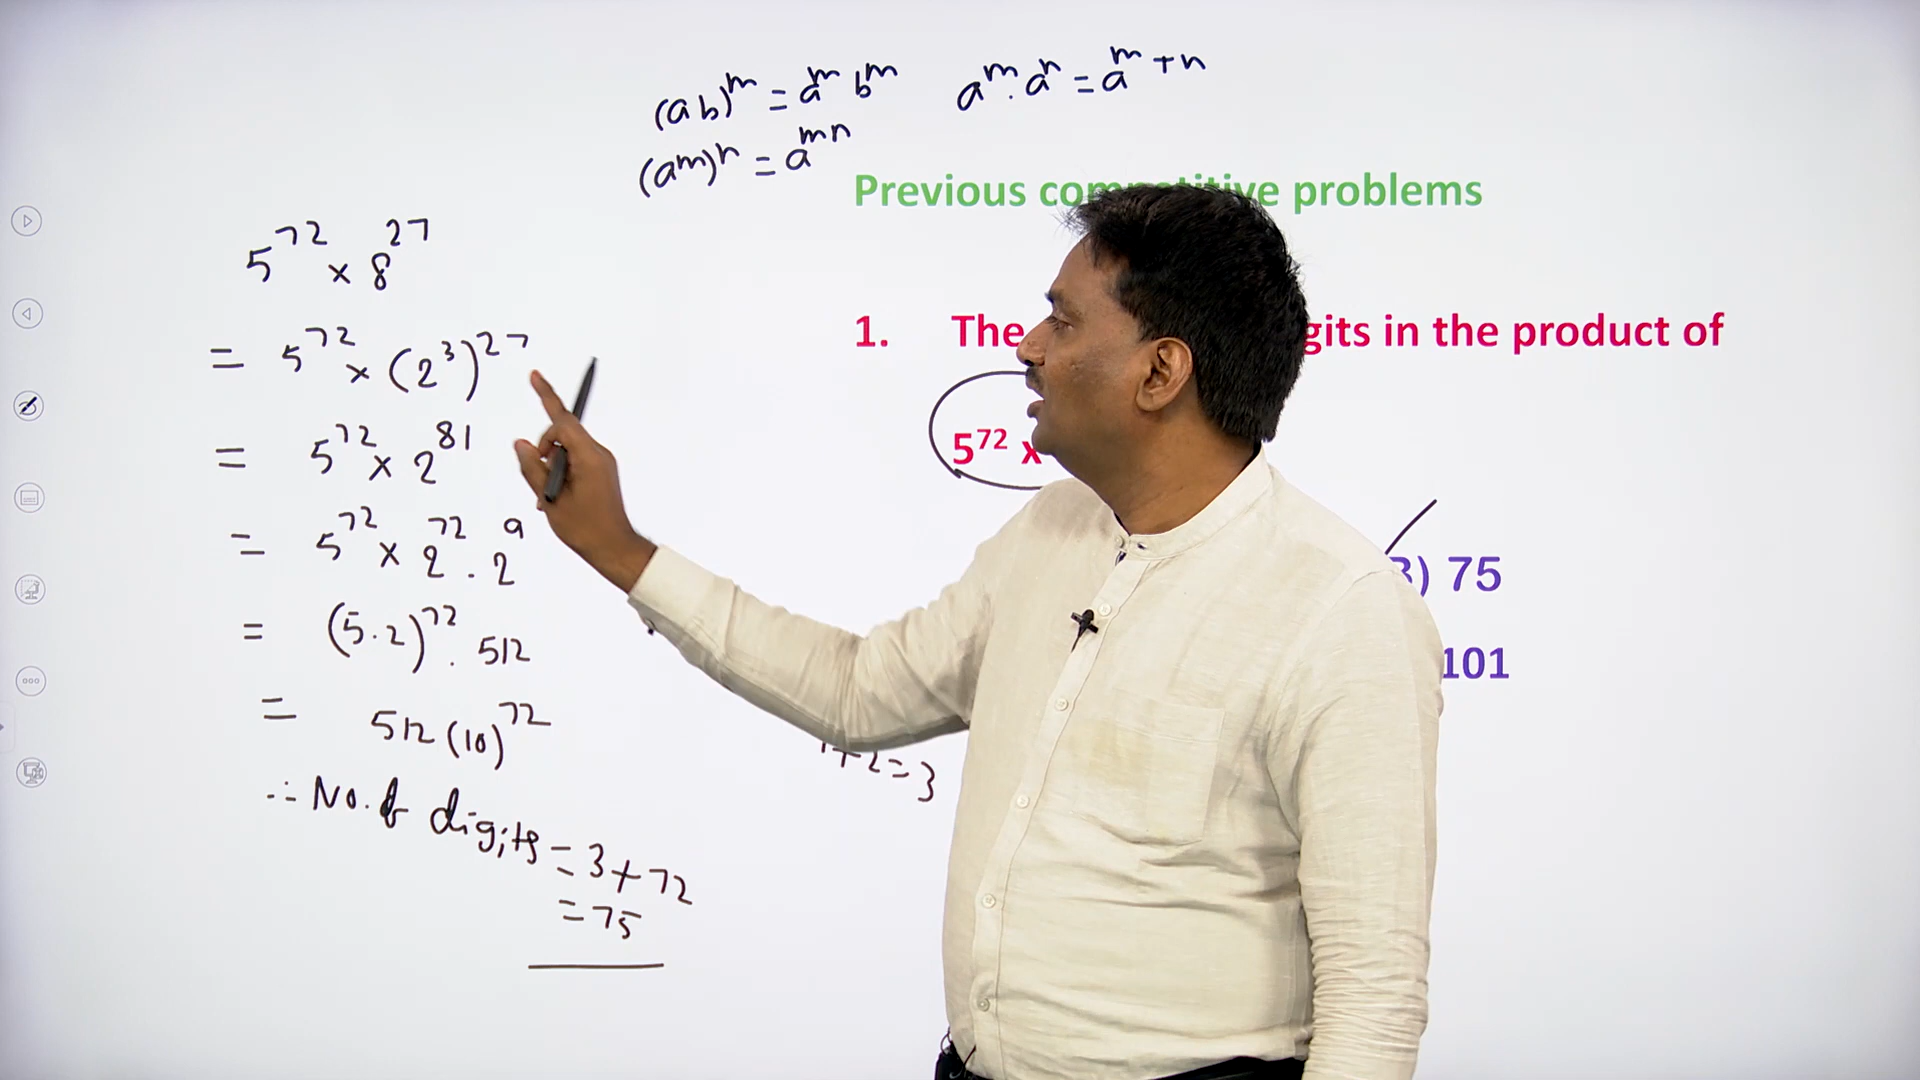 (ab)^m = a^m b^m
a^m . a^n = a^m+n
(a^m)^n = a^mn
5^72 × 8^27
= 5^72 × (2^3)^27
= 5^72 × 2^81
= 5^72 × 2^72 . 2^9
= (5.2)^72 . 512
= 512(10)^72
∴ No. of digits = 3+72
= 75
Previous competitive problems
1. The gits in the product of
5^72 x
3) 75
101
1+2=3